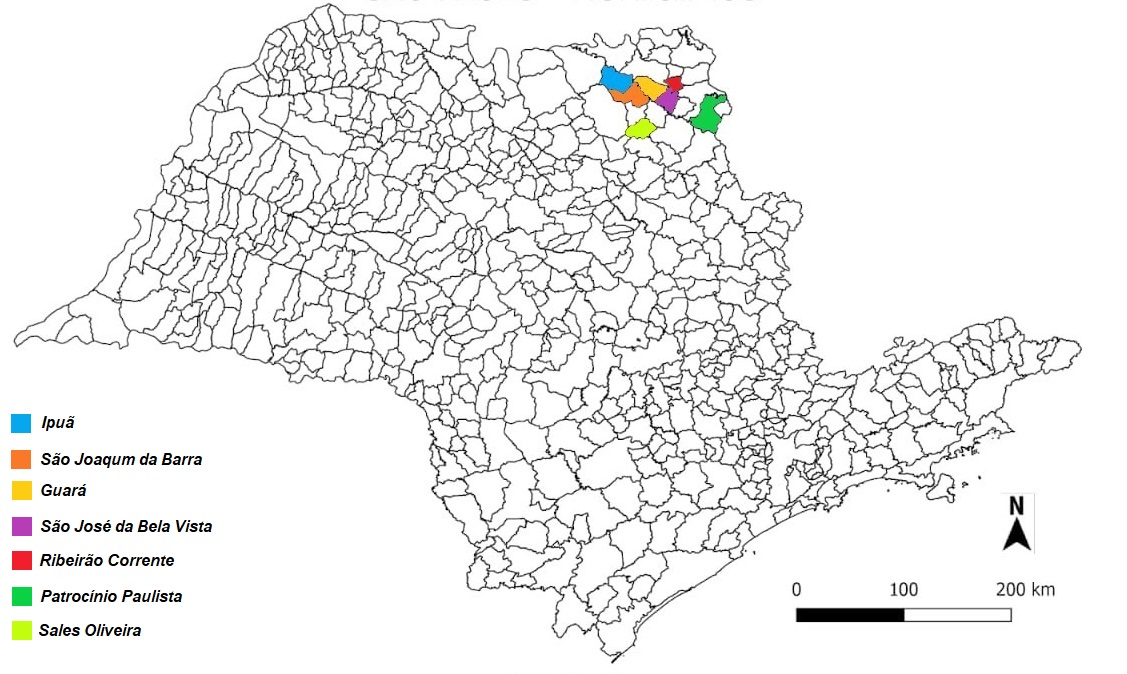 Ipuã
São Joaqum da Barra
Guará
São José da Bela Vista
Ribeirão Corrente
Patrocínio Paulista
Sales Oliveira
N
0 100 200 km